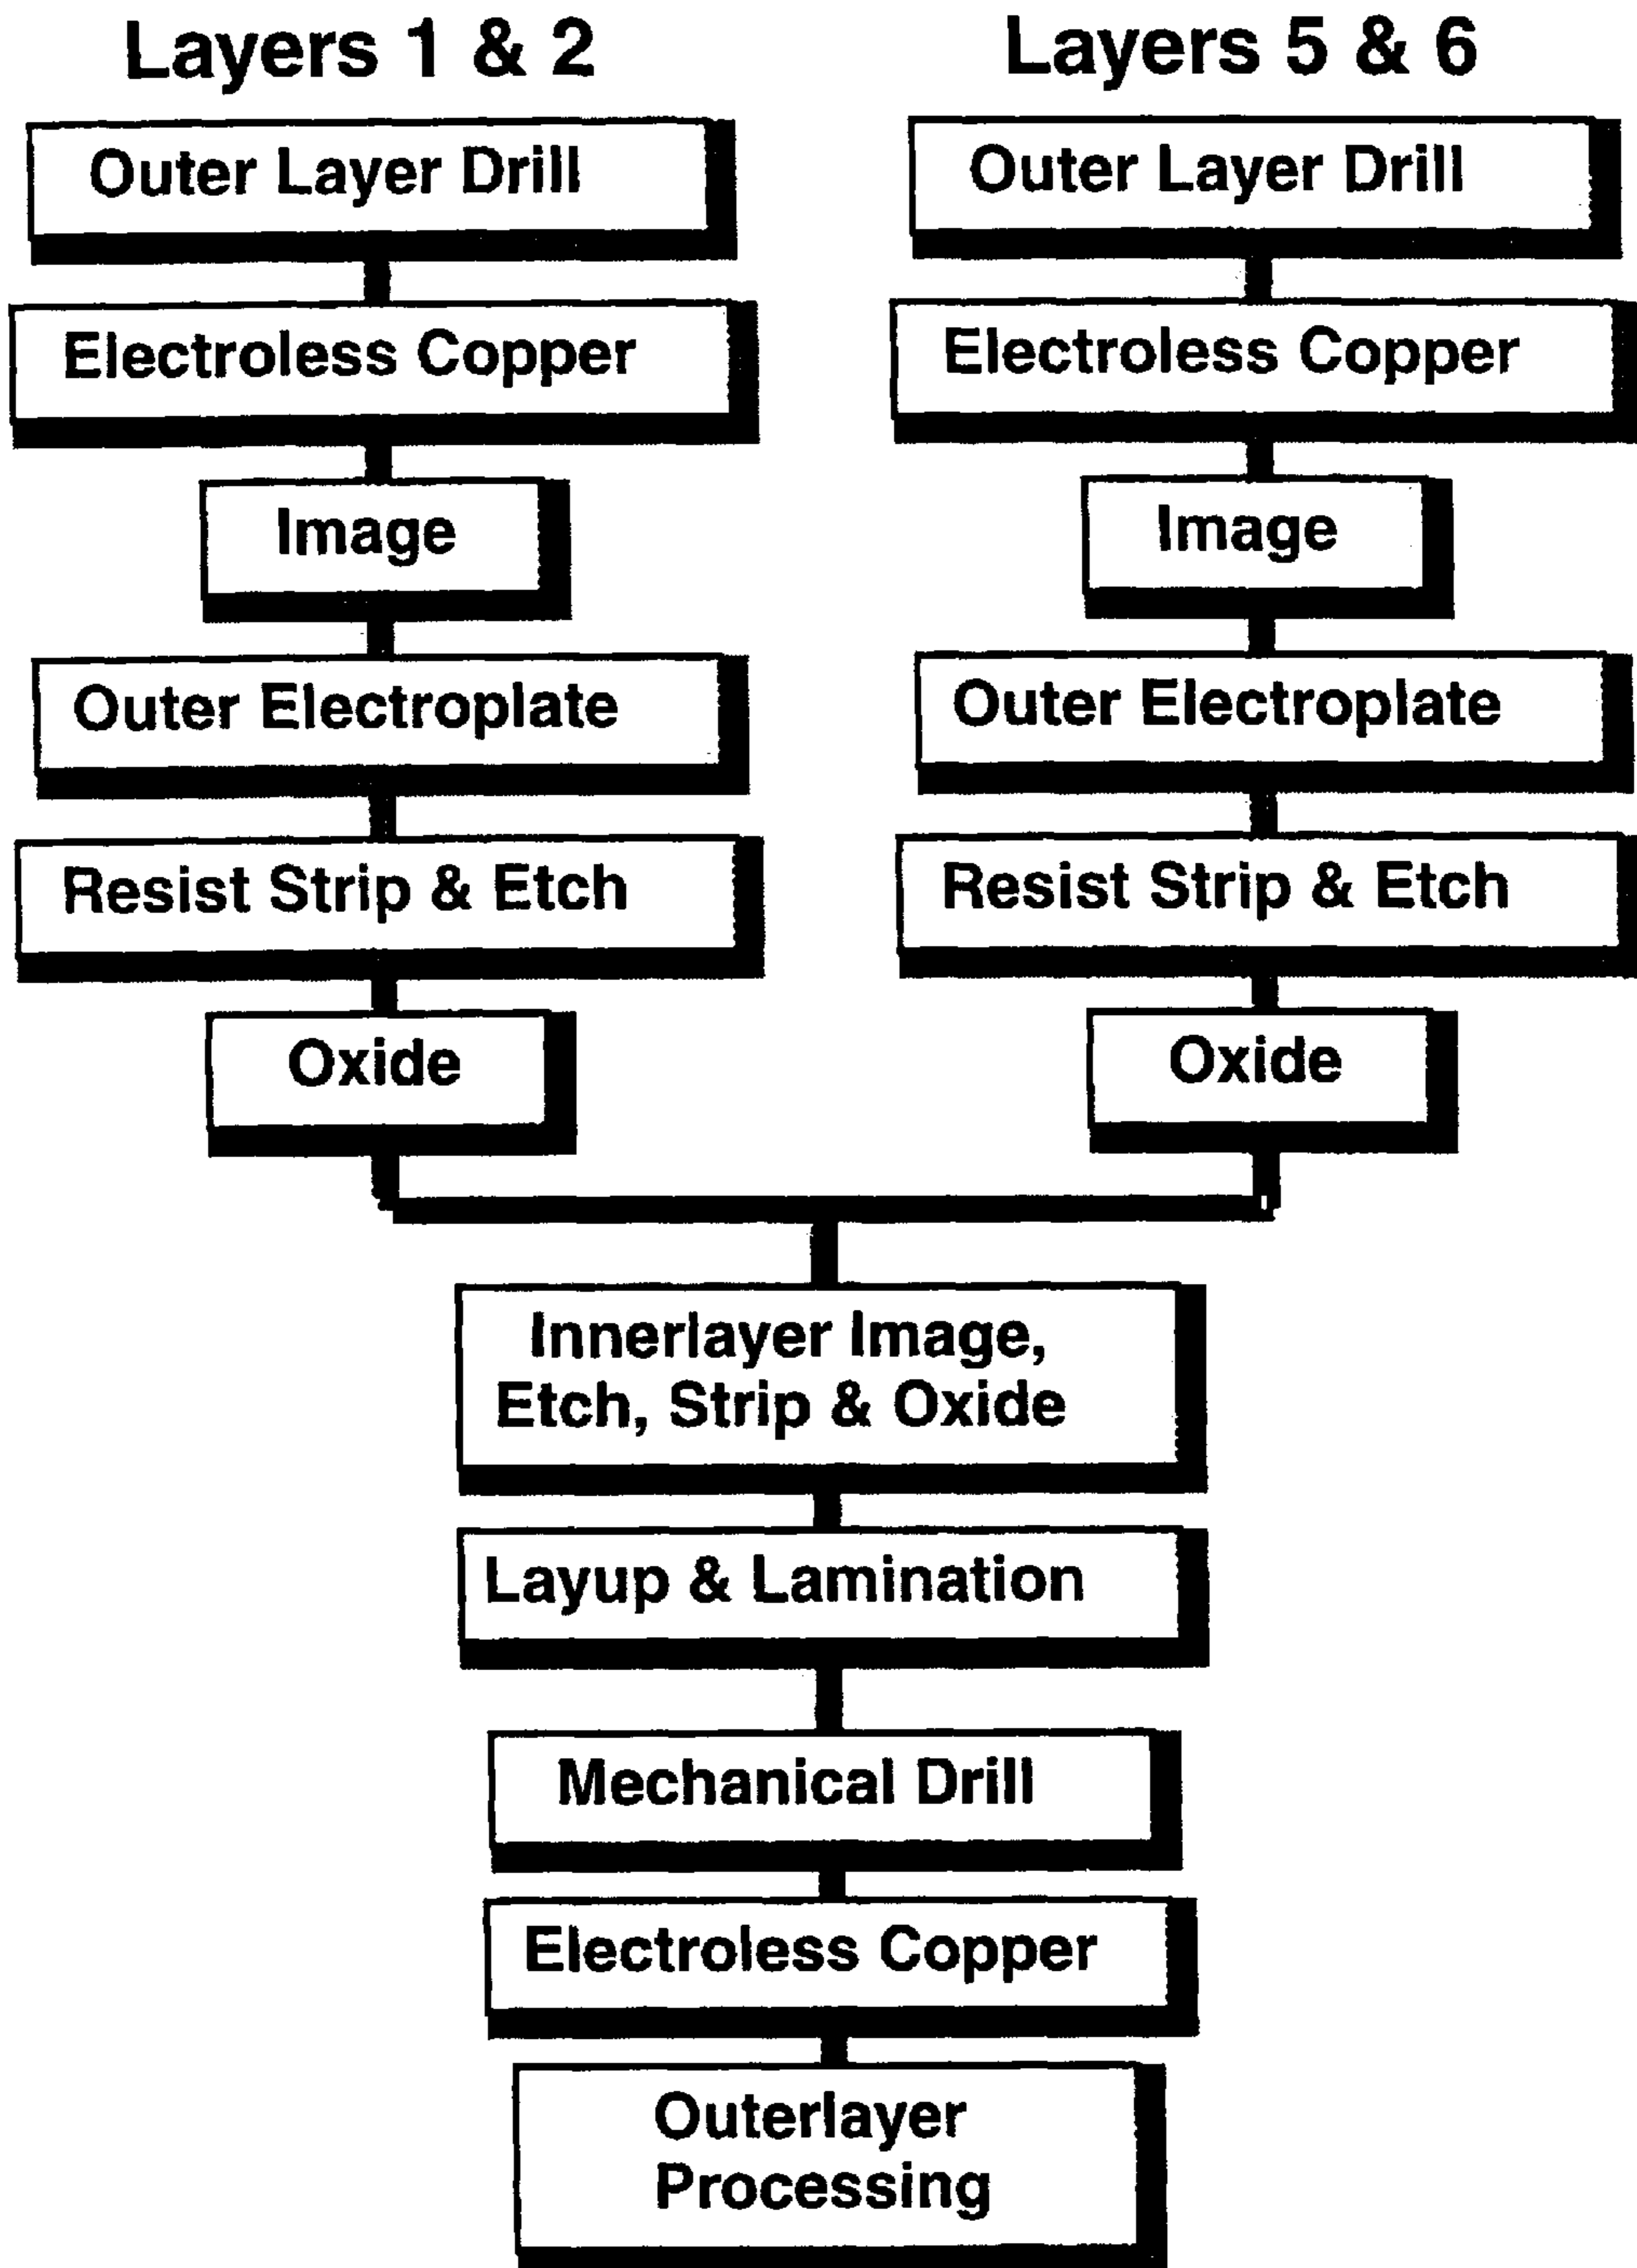 Layers 1 & 2
Outer Layer Drill
Electroless Copper
Image
Outer Electroplate
Resist Strip & Etch
Oxide
Layers 5 & 6
Outer Layer Drill
Electroless Copper
Image
Outer Electroplate
Resist Strip & Etch
Oxide
Innerlayer Image,
Etch, Strip & Oxide
Layup & Lamination
Mechanical Drill
Electroless Copper
Outerlayer
Processing